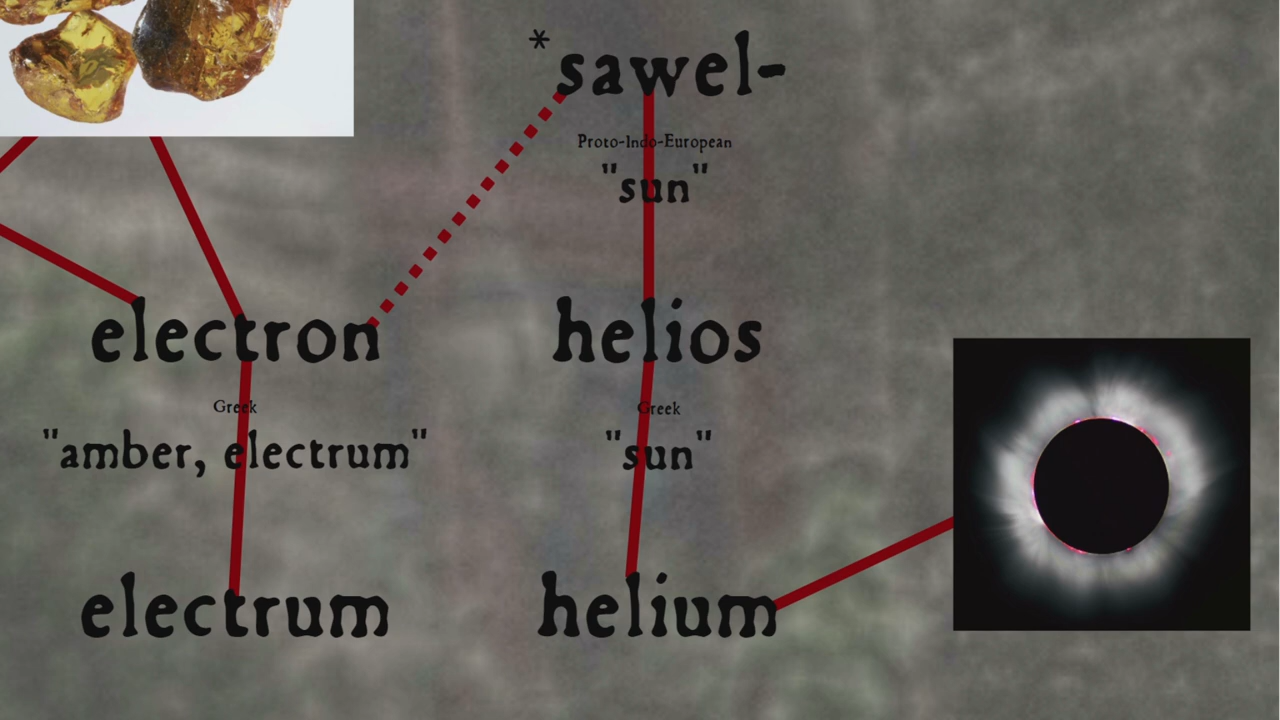 *sawel-
Proto-Indo-European
"sun"
electron
helios
Greek
Greek
"amber, electrum"
"sun"
electrum
helium